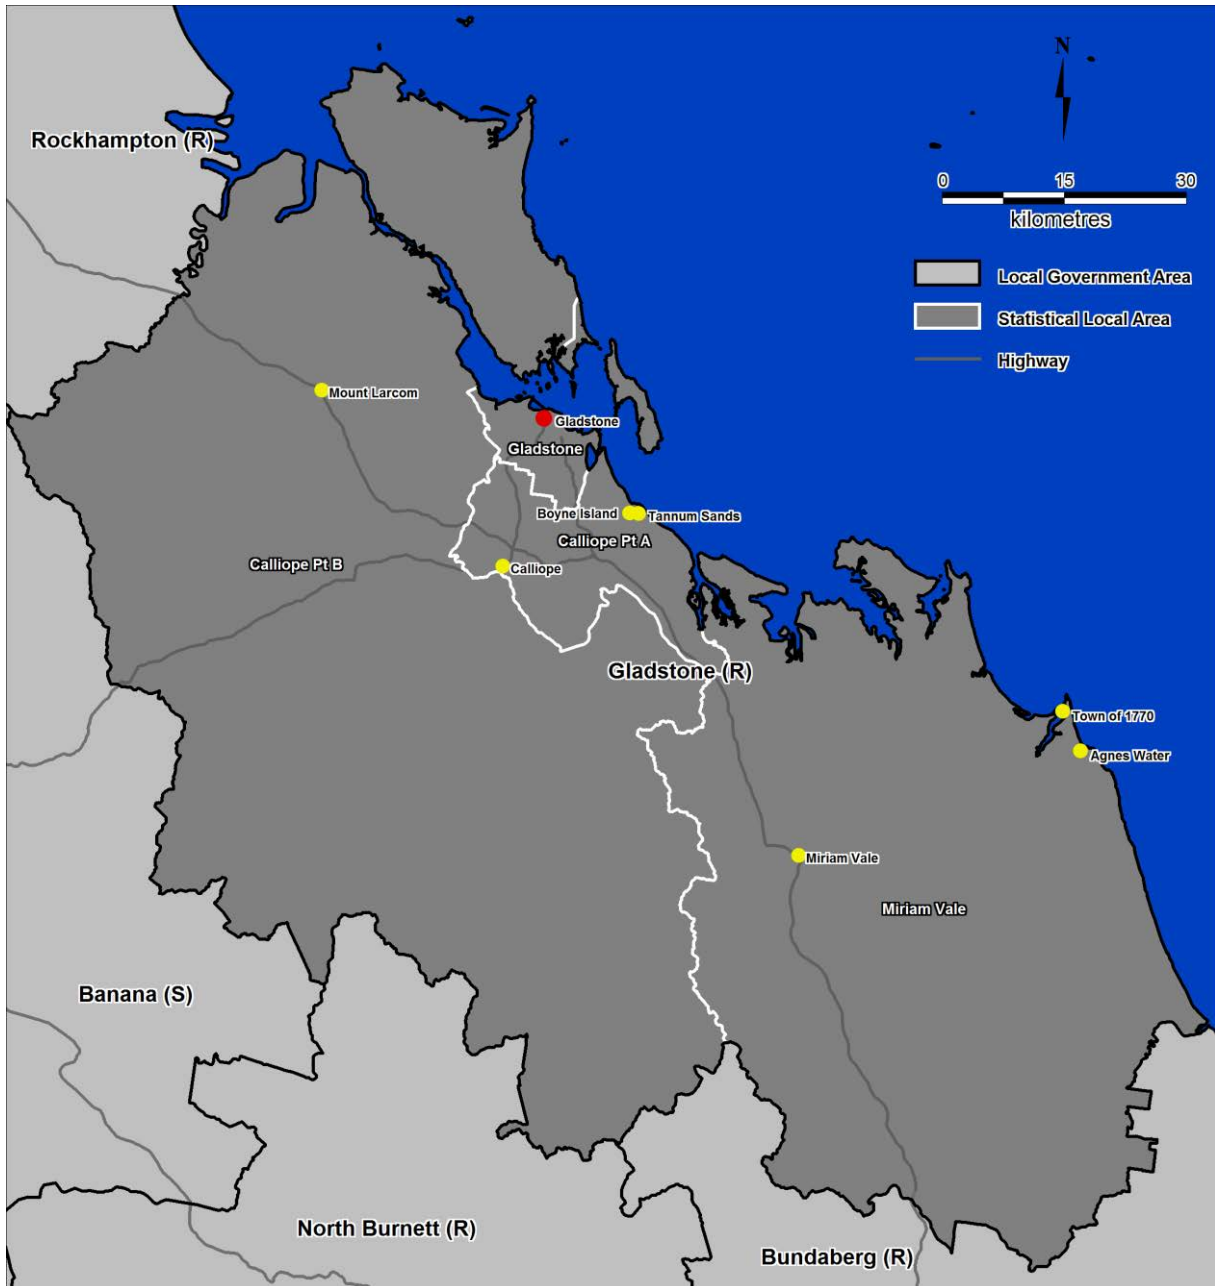 N
Rockhampton (R)
0 15 30
kilometres
Local Government Area
Statistical Local Area
Highway
Mount Larcom
Gladstone
Gladstone
Boyne Island
Tannum Sands
Calliope Pt A
Calliope Pt B
Calliope
Gladstone (R)
Town of 1770
Agnes Water
Miriam Vale
Miriam Vale
Banana (S)
North Burnett (R)
Bundaberg (R)